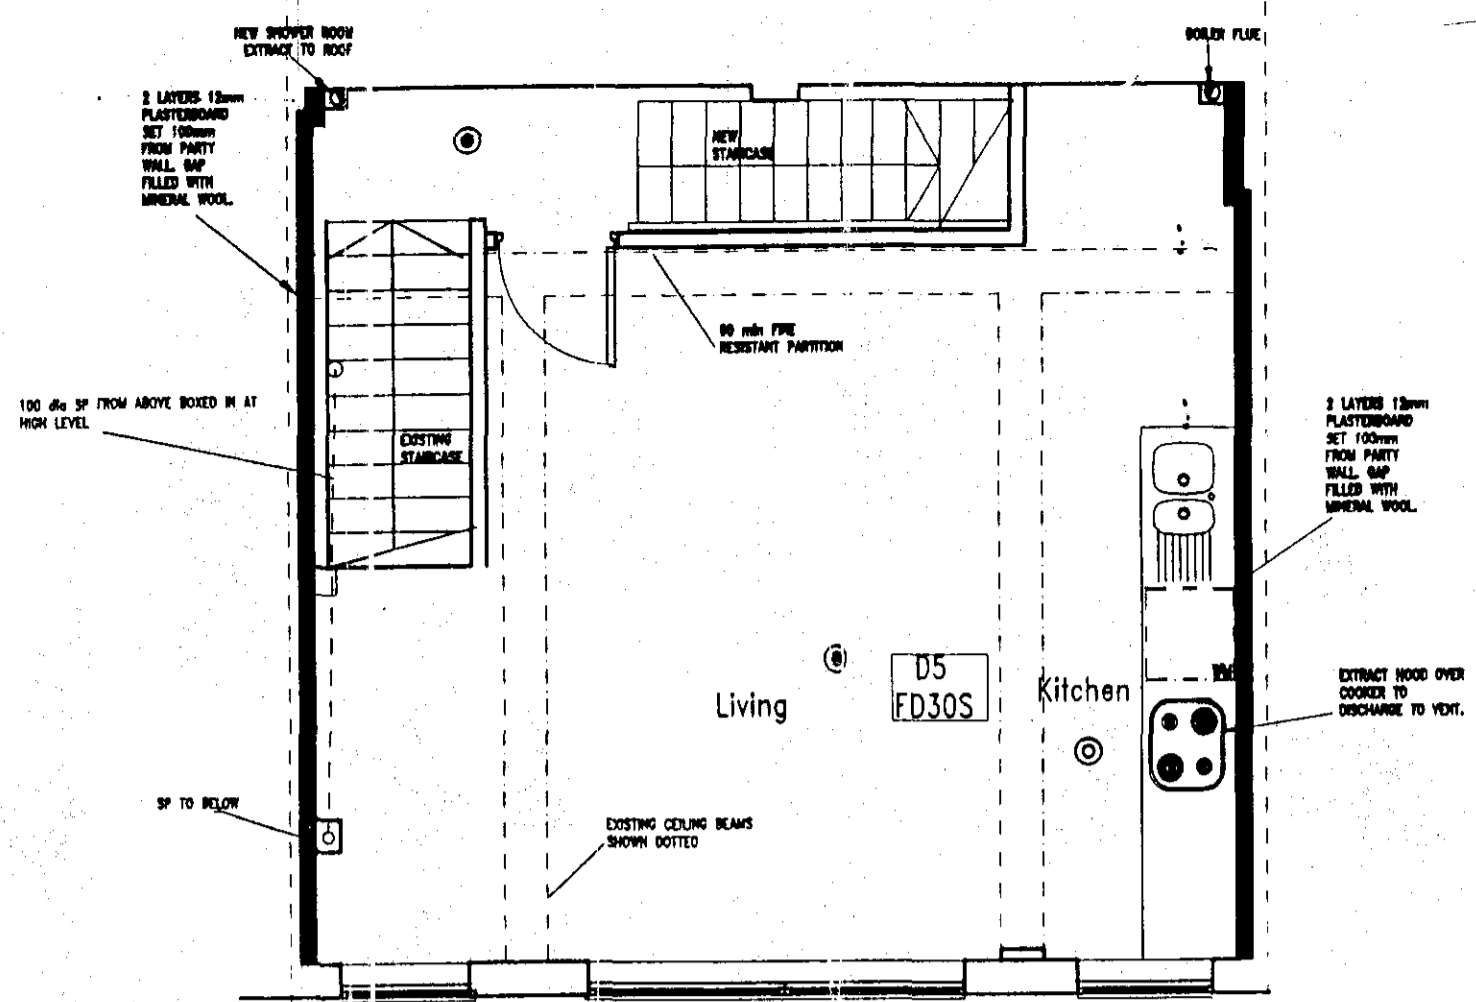 NEW SHOWER ROOM
EXTRACT TO ROOF
BOILER FLUE
2 LAYERS 12mm
PLASTERBOARD
SET 100mm
FROM PARTY
WALL. GAP
FILLED WITH
MINERAL WOOL.
NEW
STAIRCASE
min FIRE
RESISTANT PARTITION
100 dia SP FROM ABOVE BOXED IN AT
HIGH LEVEL
EXISTING
STAIRCASE
2 LAYERS 12mm
PLASTERBOARD
SET 100mm
FROM PARTY
WALL. GAP
FILLED WITH
MINERAL WOOL.
D5
FD30S
Living
Kitchen
EXTRACT HOOD OVER
COOKER TO
DISCHARGE TO VENT.
SP TO BELOW
EXISTING CEILING BEAMS
SHOWN DOTTED